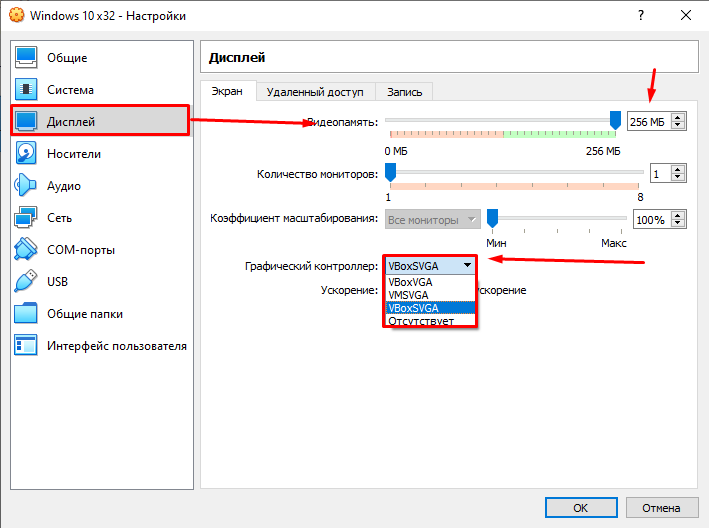 Windows 10 x32 - Настройки
?
Общие
Система
Дисплей
Носители
Аудио
Сеть
COM-порты
USB
Общие папки
Интерфейс пользователя
Дисплей
Экран Удаленный доступ Запись
Видеопамять: 256 МБ
0 МБ 256 МБ
Количество мониторов: 1
1 8
Коэффициент масштабирования: Все мониторы 100%
Мин Макс
Графический контроллер: VBoxSVGA
VBoxVGA
Ускорение: ускорение
VMSVGA
VBoxSVGA
Отсутствует
OK Отмена